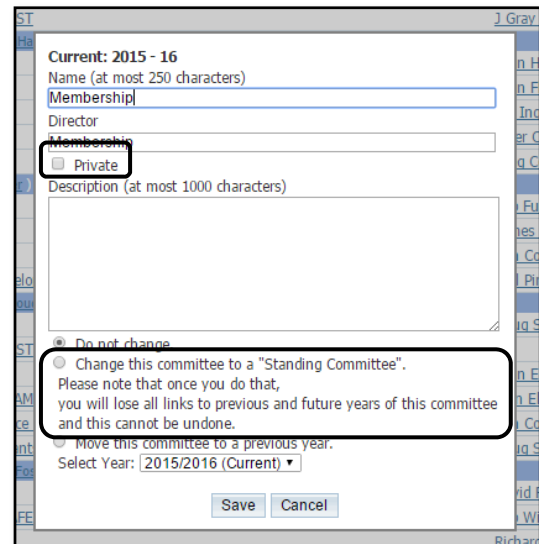 ST
J Gray
Current: 2015 - 16
Name (at most 250 characters)
Membership
Director
Membership
Private
Description (at most 1000 characters)
Do not change
Change this committee to a "Standing Committee".
Please note that once you do that,
you will lose all links to previous and future years of this committee
and this cannot be undone.
Move this committee to a previous year.
Select Year: 2015/2016 (Current)
Save Cancel
Richard